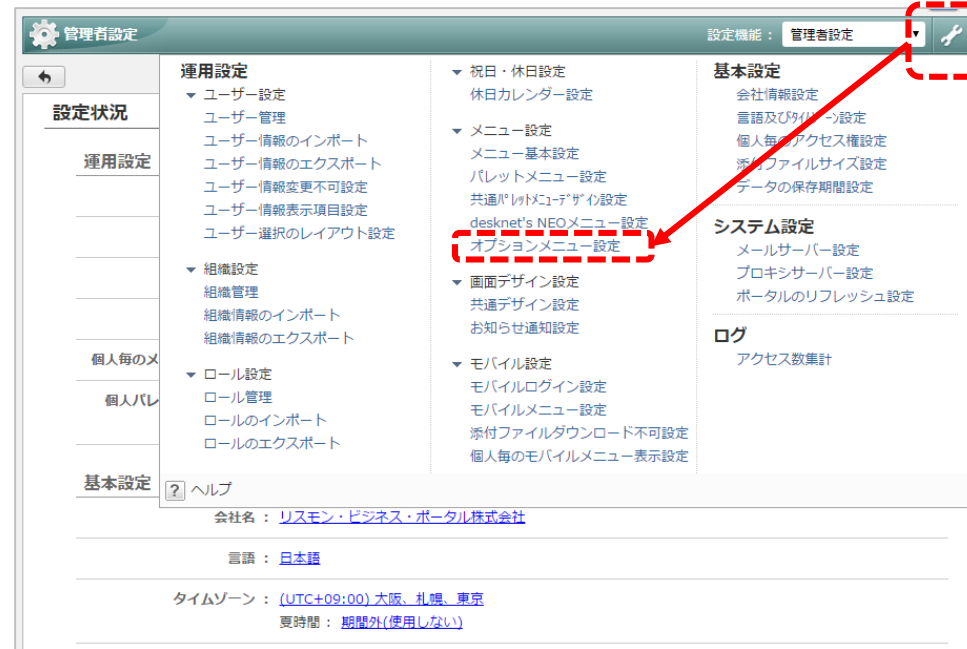 管理者設定
設定機能： 管理者設定
設定状況
運用設定
個人毎のメ
個人パレ
基本設定
運用設定
ユーザー設定
ユーザー管理
ユーザー情報のインポート
ユーザー情報のエクスポート
ユーザー情報変更不可設定
ユーザー情報表示項目設定
ユーザー選択のレイアウト設定
組織設定
組織管理
組織情報のインポート
組織情報のエクスポート
ロール設定
ロール管理
ロールのインポート
ロールのエクスポート
祝日・休日設定
休日カレンダー設定
メニュー設定
メニュー基本設定
パレットメニュー設定
共通ﾊﾟﾚｯﾄﾒﾆｭｰﾃﾞｻﾞｲﾝ設定
desknet's NEOメニュー設定
オプションメニュー設定
画面デザイン設定
共通デザイン設定
お知らせ通知設定
モバイル設定
モバイルログイン設定
モバイルメニュー設定
添付ファイルダウンロード不可設定
個人毎のモバイルメニュー表示設定
基本設定
会社情報設定
言語及びﾀｲﾑｿﾞｰﾝ設定
個人毎のアクセス権設定
添付ファイルサイズ設定
データの保存期間設定
システム設定
メールサーバー設定
プロキシサーバー設定
ポータルのリフレッシュ設定
ログ
アクセス数集計
? ヘルプ
会社名 ： リスモン・ビジネス・ポータル株式会社
言語 ： 日本語
タイムゾーン ： (UTC+09:00) 大阪、札幌、東京
夏時間 ： 期間外(使用しない)